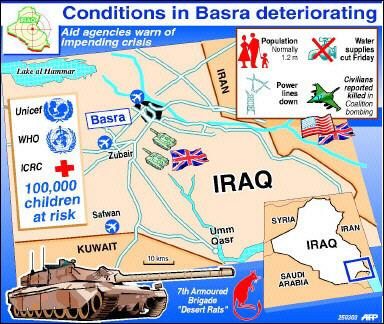 IRAQ
Conditions in Basra deteriorating
Aid agencies warn of
impending crisis
Population
Normally
1.2 m
Water
supplies
cut Friday
Power
lines
down
Civilians
reported
killed in
Coalition
bombing
Lake al Hammar
IRAN
Unicef
WHO
ICRC
100,000
children
at risk
Basra
Zubair
IRAQ
Safwan
Umm
Qasr
KUWAIT
10 kms
SYRIA
IRAN
IRAQ
SAUDI
ARABIA
7th Armoured
Brigade
"Desert Rats"
250303 AFP